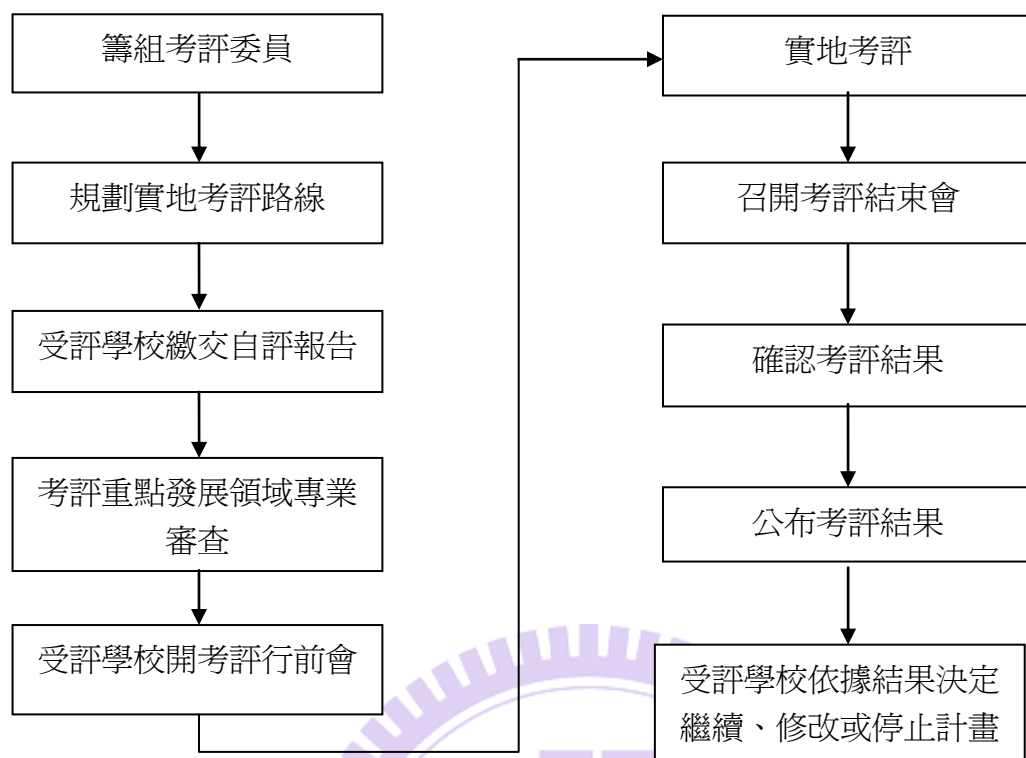 籌組考評委員
規劃實地考評路線
受評學校繳交自評報告
考評重點發展領域專業
審查
受評學校開考評行前會
實地考評
召開考評結束會
確認考評結果
公布考評結果
受評學校依據結果決定
繼續、修改或停止計畫